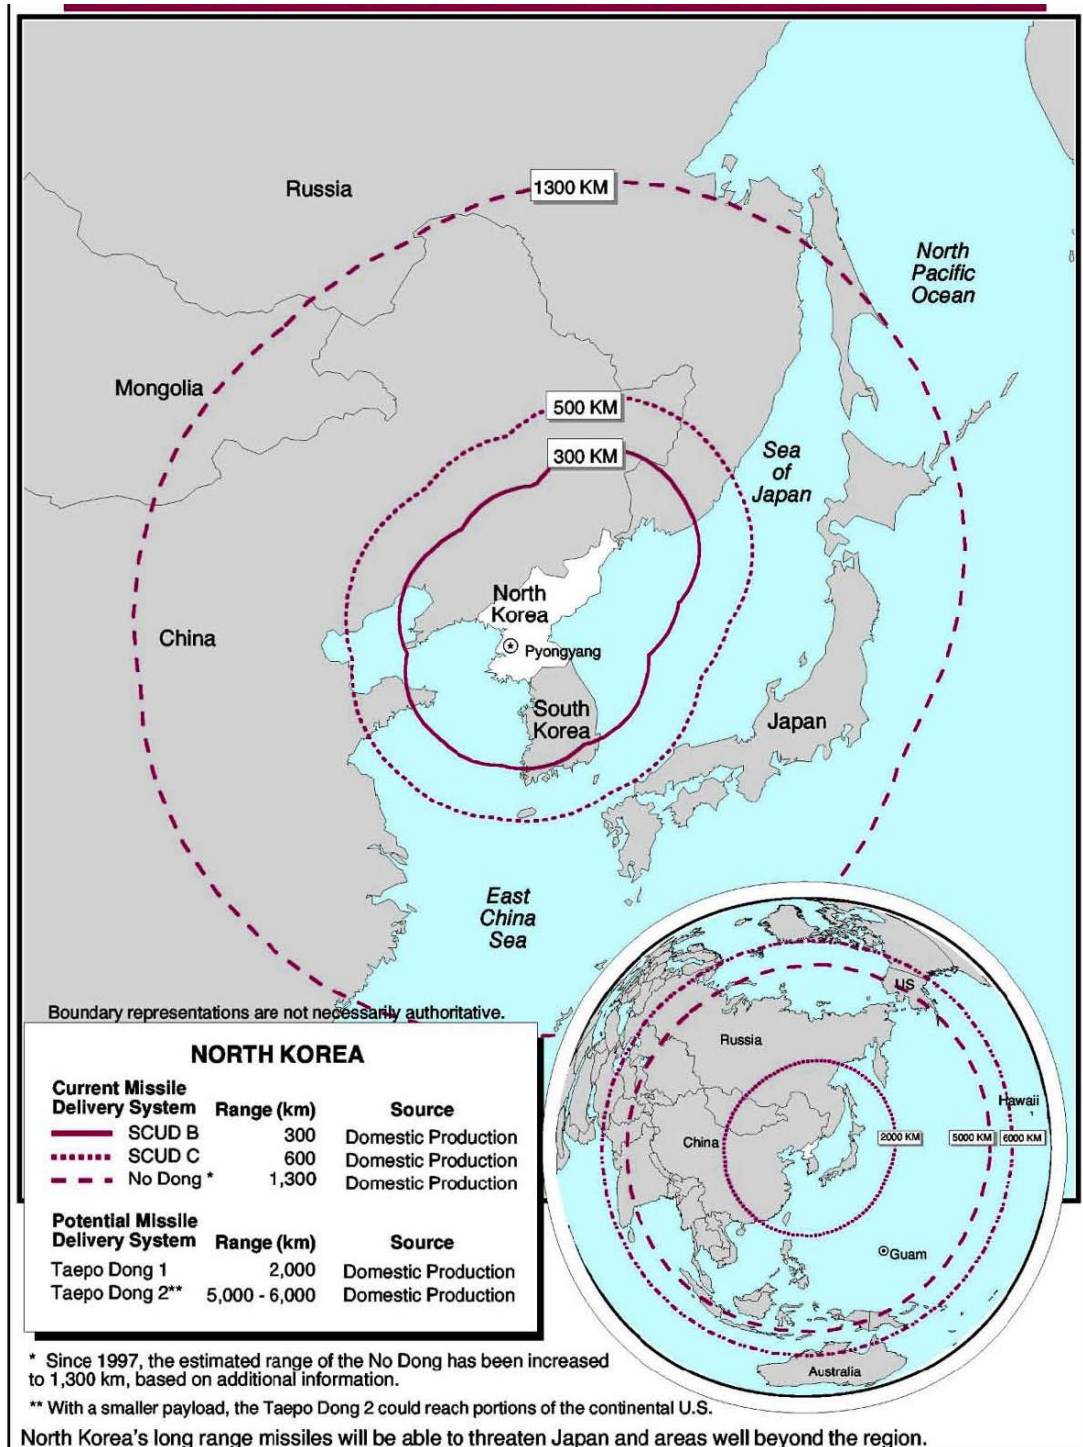 1300 KM
Russia
North
Pacific
Ocean
Mongolia
500 KM
300 KM
Sea
of
Japan
North
Korea
China
Pyongyang
South
Korea
Japan
East
China
Sea
Boundary representations are not necessarily authoritative.
NORTH KOREA
Current Missile
Delivery System Range (km) Source
SCUD B 300 Domestic Production
SCUD C 600 Domestic Production
No Dong * 1,300 Domestic Production
Potential Missile
Delivery System Range (km) Source
Taepo Dong 1 2,000 Domestic Production
Taepo Dong 2** 5,000 - 6,000 Domestic Production
US
Russia
Hawaii
China
2000 KM 5000 KM 6000 KM
Guam
Australia
* Since 1997, the estimated range of the No Dong has been increased
to 1,300 km, based on additional information.
** With a smaller payload, the Taepo Dong 2 could reach portions of the continental U.S.
North Korea's long range missiles will be able to threaten Japan and areas well beyond the region.